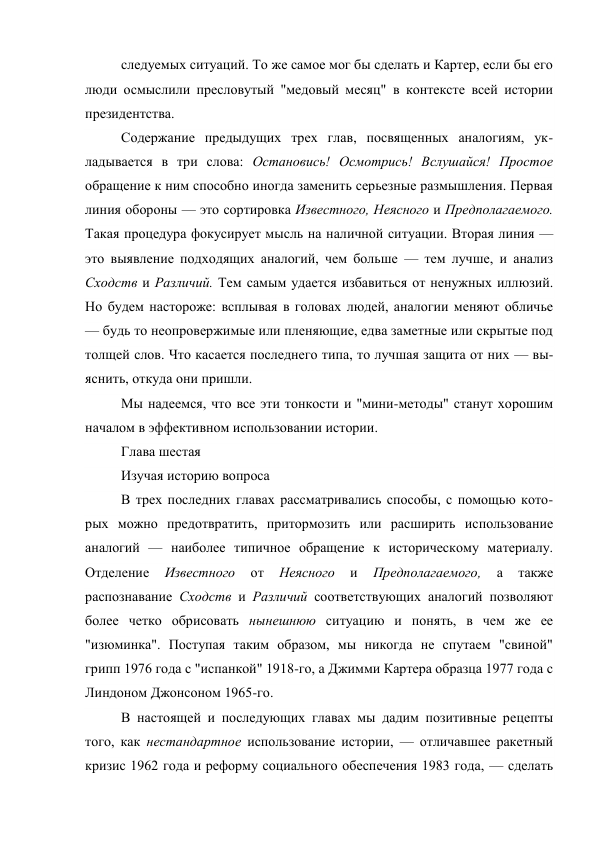 следуемых ситуаций. То же самое мог бы сделать и Картер, если бы его
люди осмыслили пресловутый "медовый месяц" в контексте всей истории
президентства.
Содержание предыдущих трех глав, посвященных аналогиям, ук-
ладывается в три слова: Остановись! Осмотрись! Вслушайся! Простое
обращение к ним способно иногда заменить серьезные размышления. Первая
линия обороны — это сортировка Известного, Неясного и Предполагаемого.
Такая процедура фокусирует мысль на наличной ситуации. Вторая линия —
это выявление подходящих аналогий, чем больше — тем лучше, и анализ
Сходств и Различий. Тем самым удается избавиться от ненужных иллюзий.
Но будем настороже: всплывая в головах людей, аналогии меняют обличье
— будь то неопровержимые или пленяющие, едва заметные или скрытые под
толщей слов. Что касается последнего типа, то лучшая защита от них — вы-
яснить, откуда они пришли.
Мы надеемся, что все эти тонкости и "мини-методы" станут хорошим
началом в эффективном использовании истории.
Глава шестая
Изучая историю вопроса
В трех последних главах рассматривались способы, с помощью кото-
рых можно предотвратить, притормозить или расширить использование
аналогий — наиболее типичное обращение к историческому материалу.
Отделение Известного от Неясного и Предполагаемого, а также
распознавание Сходств и Различий соответствующих аналогий позволяют
более четко обрисовать нынешнюю ситуацию и понять, в чем же ее
"изюминка". Поступая таким образом, мы никогда не спутаем "свиной"
грипп 1976 года с "испанкой" 1918-го, а Джимми Картера образца 1977 года с
Линдоном Джонсоном 1965-го.
В настоящей и последующих главах мы дадим позитивные рецепты
того, как нестандартное использование истории, — отличавшее ракетный
кризис 1962 года и реформу социального обеспечения 1983 года, — сделать